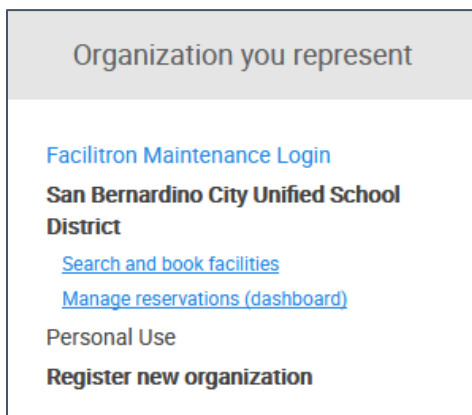 Organization you represent
Facilitron Maintenance Login
San Bernardino City Unified School
District
Search and book facilities
Manage reservations (dashboard)
Personal Use
Register new organization